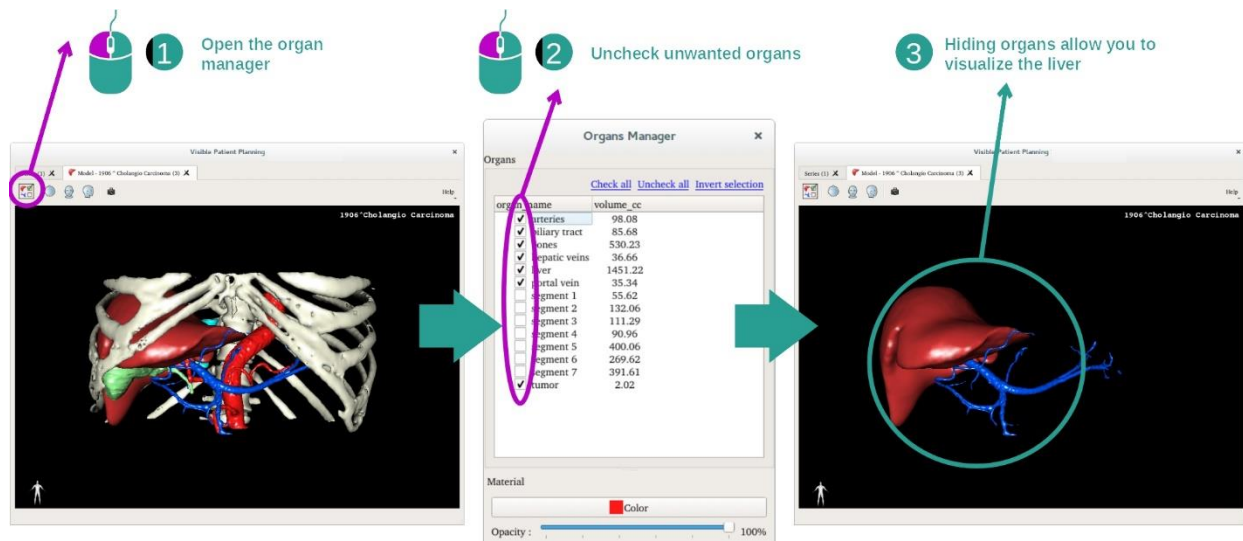 1 Open the organ
manager
2 Uncheck unwanted organs
3 Hiding organs allow you to
visualize the liver
Visible Patient Planning ×
(1) Model - 1906 ^ Cholangio Carcinoma (3)
Help
1906^Cholangio Carcinoma
Organs Manager ×
Organs
Check all Uncheck all Invert selection
organ_name volume_cc
arteries 98.08
biliary tract 85.68
bones 530.23
hepatic veins 36.66
liver 1451.22
portal vein 35.34
segment 1 55.62
segment 2 132.06
segment 3 111.29
segment 4 90.96
segment 5 400.06
segment 6 269.62
segment 7 391.61
tumor 2.02
Material
Color
Opacity : 100%
Visible Patient Planning ×
Series (1) Model - 1906 ^ Cholangio Carcinoma (3)
Help
1906^Cholangio Carcinoma